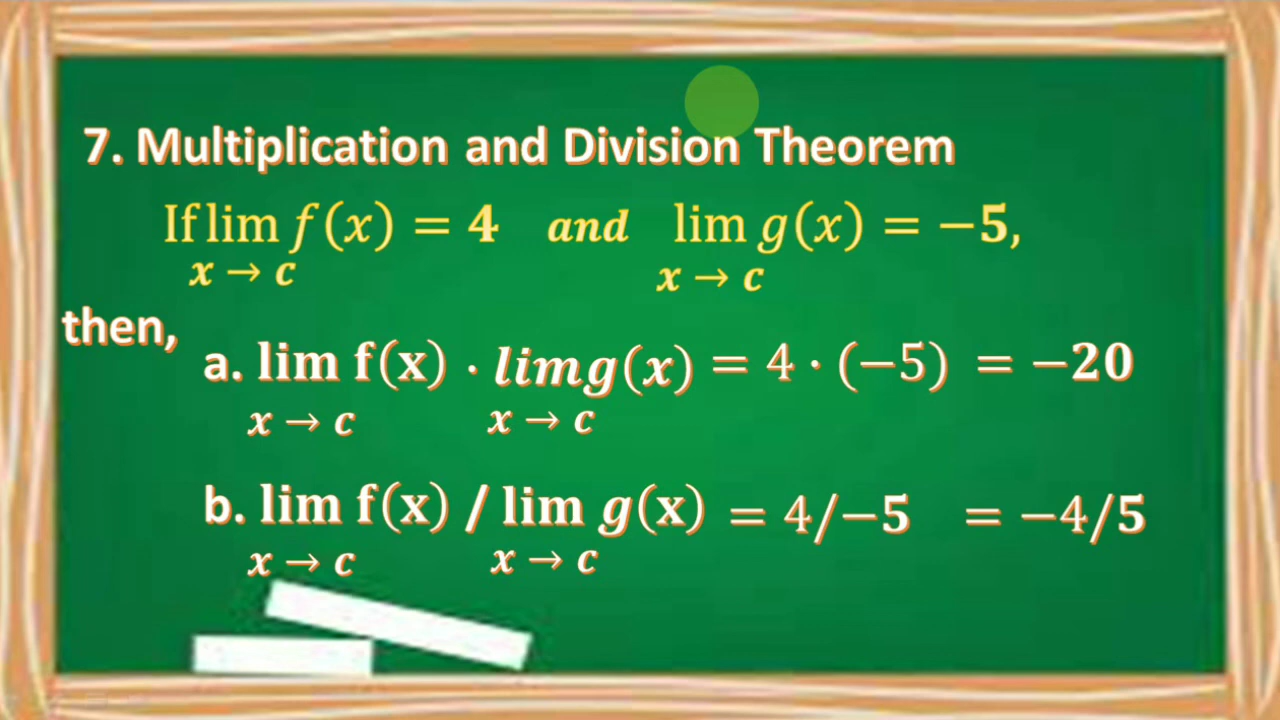 7. Multiplication and Division Theorem
If lim f(x) = 4 and lim g(x) = −5,
x → c x → c
then,
a. lim f(x) · lim g(x) = 4 · (−5) = −20
x → c x → c
b. lim f(x) / lim g(x) = 4/−5 = −4/5
x → c x → c